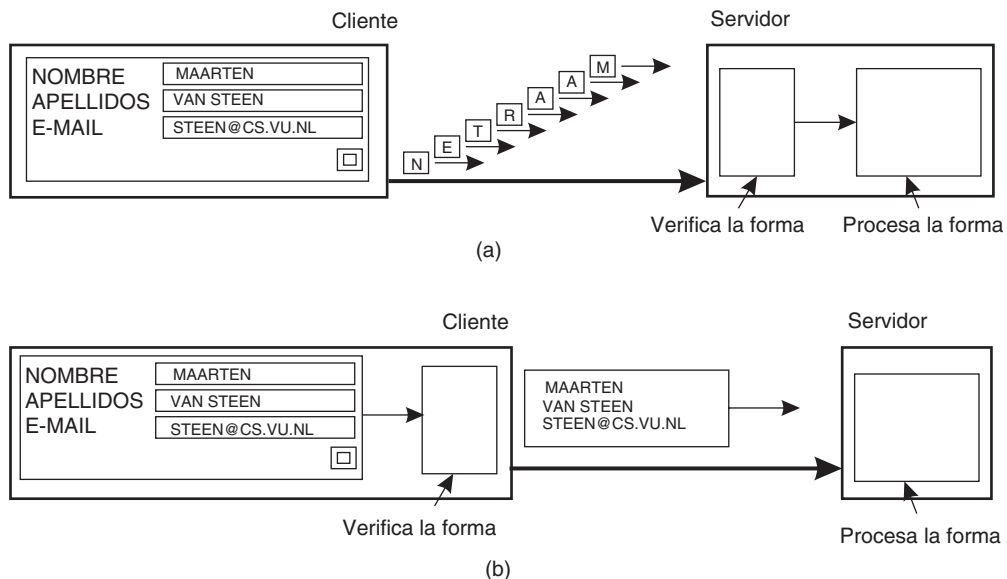 Cliente
Servidor
NOMBRE MAARTEN
APELLIDOS VAN STEEN
E-MAIL STEEN@CS.VU.NL
N E T R A A M
Verifica la forma
Procesa la forma
(a)
Cliente
Servidor
NOMBRE MAARTEN
APELLIDOS VAN STEEN
E-MAIL STEEN@CS.VU.NL
MAARTEN
VAN STEEN
STEEN@CS.VU.NL
Verifica la forma
Procesa la forma
(b)